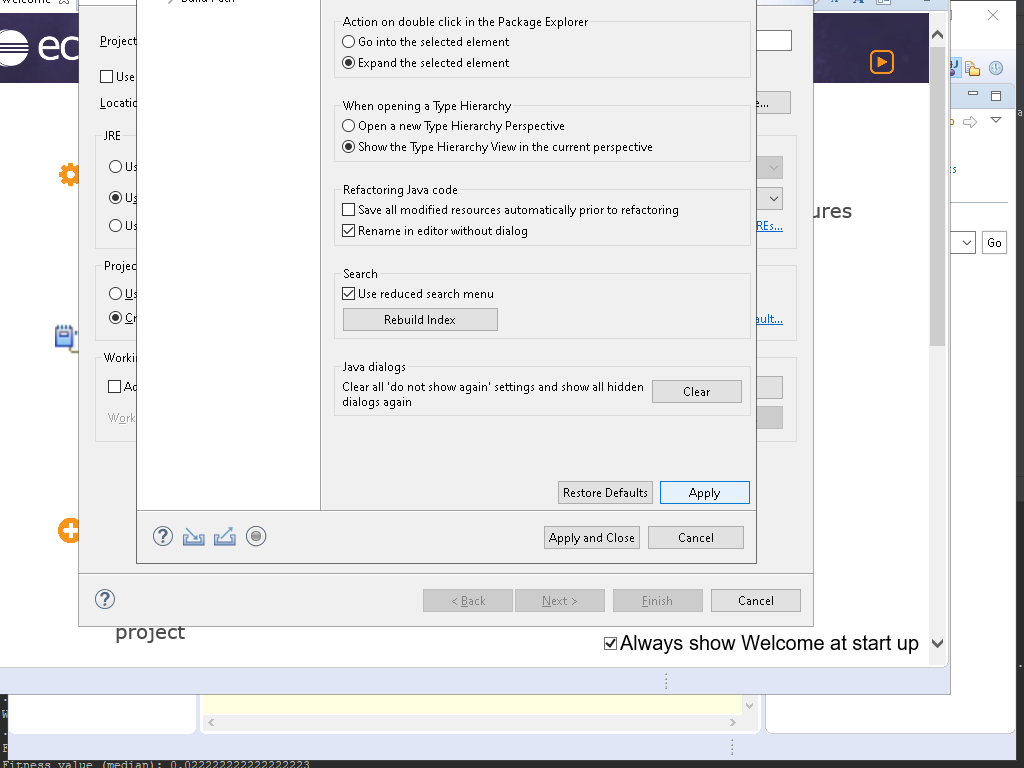 Welcome
Build Path
Action on double click in the Package Explorer
Go into the selected element
Expand the selected element
Project
Use
Location
ec
When opening a Type Hierarchy
Open a new Type Hierarchy Perspective
Show the Type Hierarchy View in the current perspective
JRE
Us
Us
Us
REs...
ures
Refactoring Java code
Save all modified resources automatically prior to refactoring
Rename in editor without dialog
Go
Projec
Us
Cr
ault...
Search
Use reduced search menu
Rebuild Index
Worki
Ad
Work
Java dialogs
Clear all 'do not show again' settings and show all hidden
dialogs again
Clear
Restore Defaults
Apply
Apply and Close
Cancel
< Back
Next >
Finish
Cancel
project
Always show Welcome at start up
Fitness value (median): 0.022222222222222223